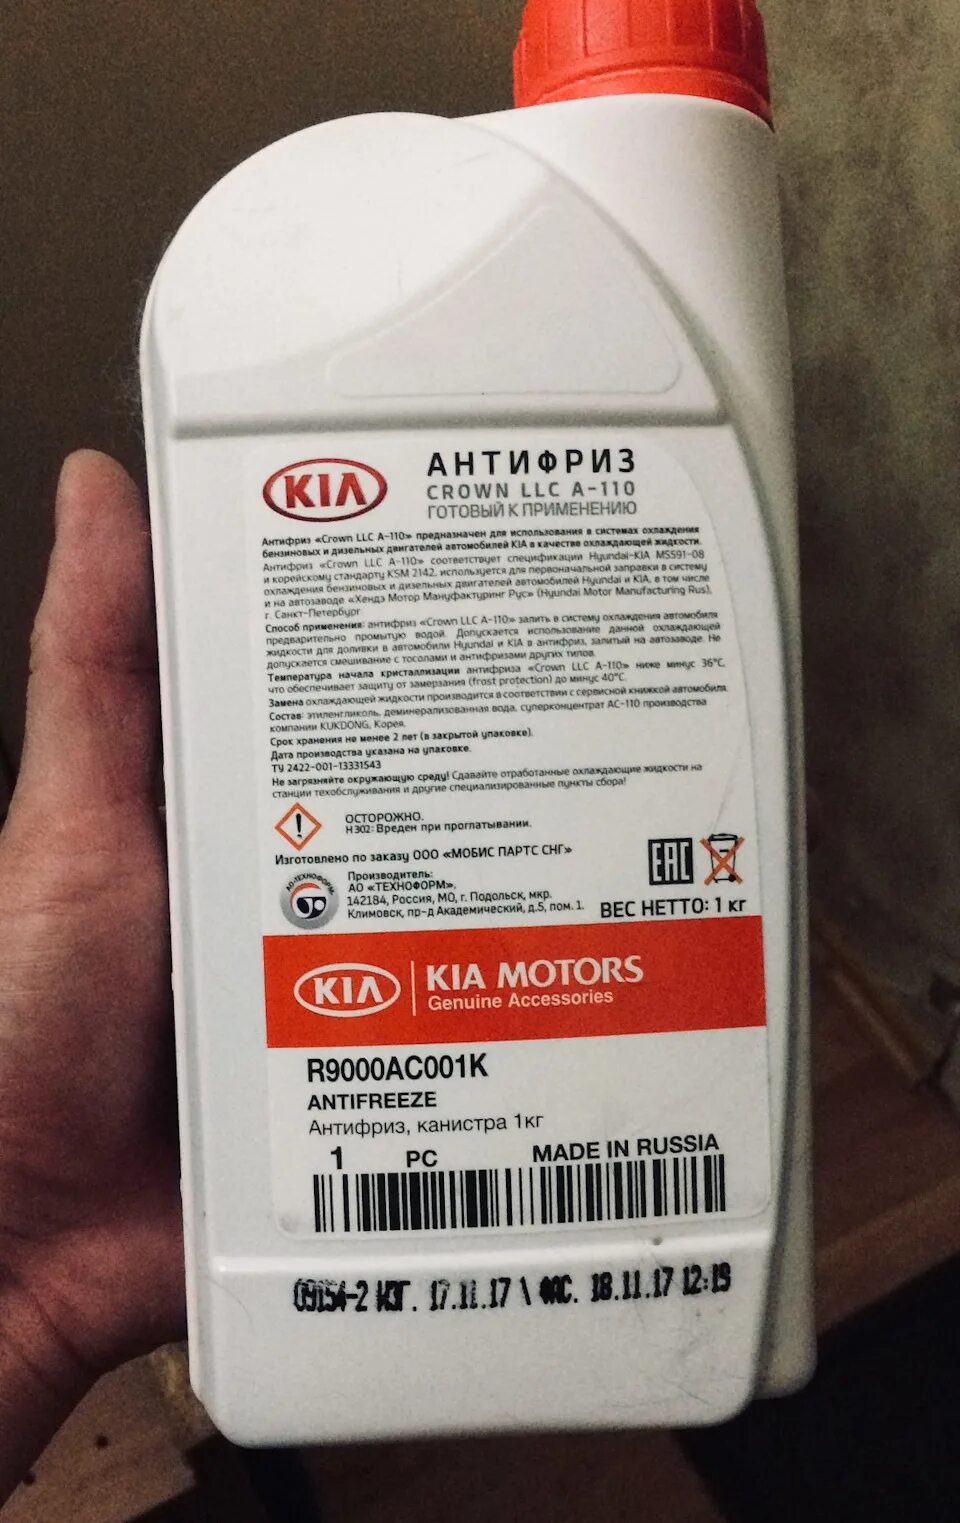 KIA
АНТИФРИЗ
CROWN LLC A-110
ГОТОВЫЙ К ПРИМЕНЕНИЮ
Антифриз «Crown LLC A-110» предназначен для использования в системах охлаждения
бензиновых и дизельных двигателей автомобилей KIA в качестве охлаждающей жидкости.
Антифриз «Crown LLC A-110» соответствует спецификации Hyundai-KIA MS591-08
и корейскому стандарту KSM 2142, используется для первоначальной заправки в систему
охлаждения бензиновых и дизельных двигателей автомобилей Hyundai и KIA, в том числе
и на автозаводе «Хендэ Мотор Мануфактуринг Рус» (Hyundai Motor Manufacturing Rus),
г. Санкт-Петербург
Способ применения: антифриз «Crown LLC A-110» залить в систему охлаждения автомобиля
предварительно промытую водой. Допускается использование данной охлаждающей
жидкости для доливки в автомобили Hyundai и KIA в антифриз, залитый на автозаводе. Не
допускается смешивание с тосолами и антифризами других типов.
Температура начала кристаллизации антифриза «Crown LLC A-110» ниже минус 36°С,
что обеспечивает защиту от замерзания (frost protection) до минус 40°С.
Замена охлаждающей жидкости производится в соответствии с сервисной книжкой автомобиля.
Состав: этиленгликоль, деминерализованная вода, суперконцентрат АС-110 производства
компании KUKDONG, Корея.
Срок хранения не менее 2 лет (в закрытой упаковке).
Дата производства указана на упаковке.
ТУ 2422-001-13331543
Не загрязняйте окружающую среду! Сдавайте отработанные охлаждающие жидкости на
станции техобслуживания и другие специализированные пункты сбора!
ОСТОРОЖНО.
H302: Вреден при проглатывании.
Изготовлено по заказу ООО «МОБИС ПАРТС СНГ»
EAC
АО «ТЕХНОФОРМ»
Производитель:
АО «ТЕХНОФОРМ»,
142184, Россия, МО, г. Подольск, мкр.
Климовск, пр-д Академический, д.5, пом. 1.
ВЕС НЕТТО: 1 кг
KIA
KIA MOTORS
Genuine Accessories
R9000AC001K
ANTIFREEZE
Антифриз, канистра 1кг
1 PC MADE IN RUSSIA
09154-2 ИЗГ. 17.11.17 \ ФАС. 18.11.17 12:19